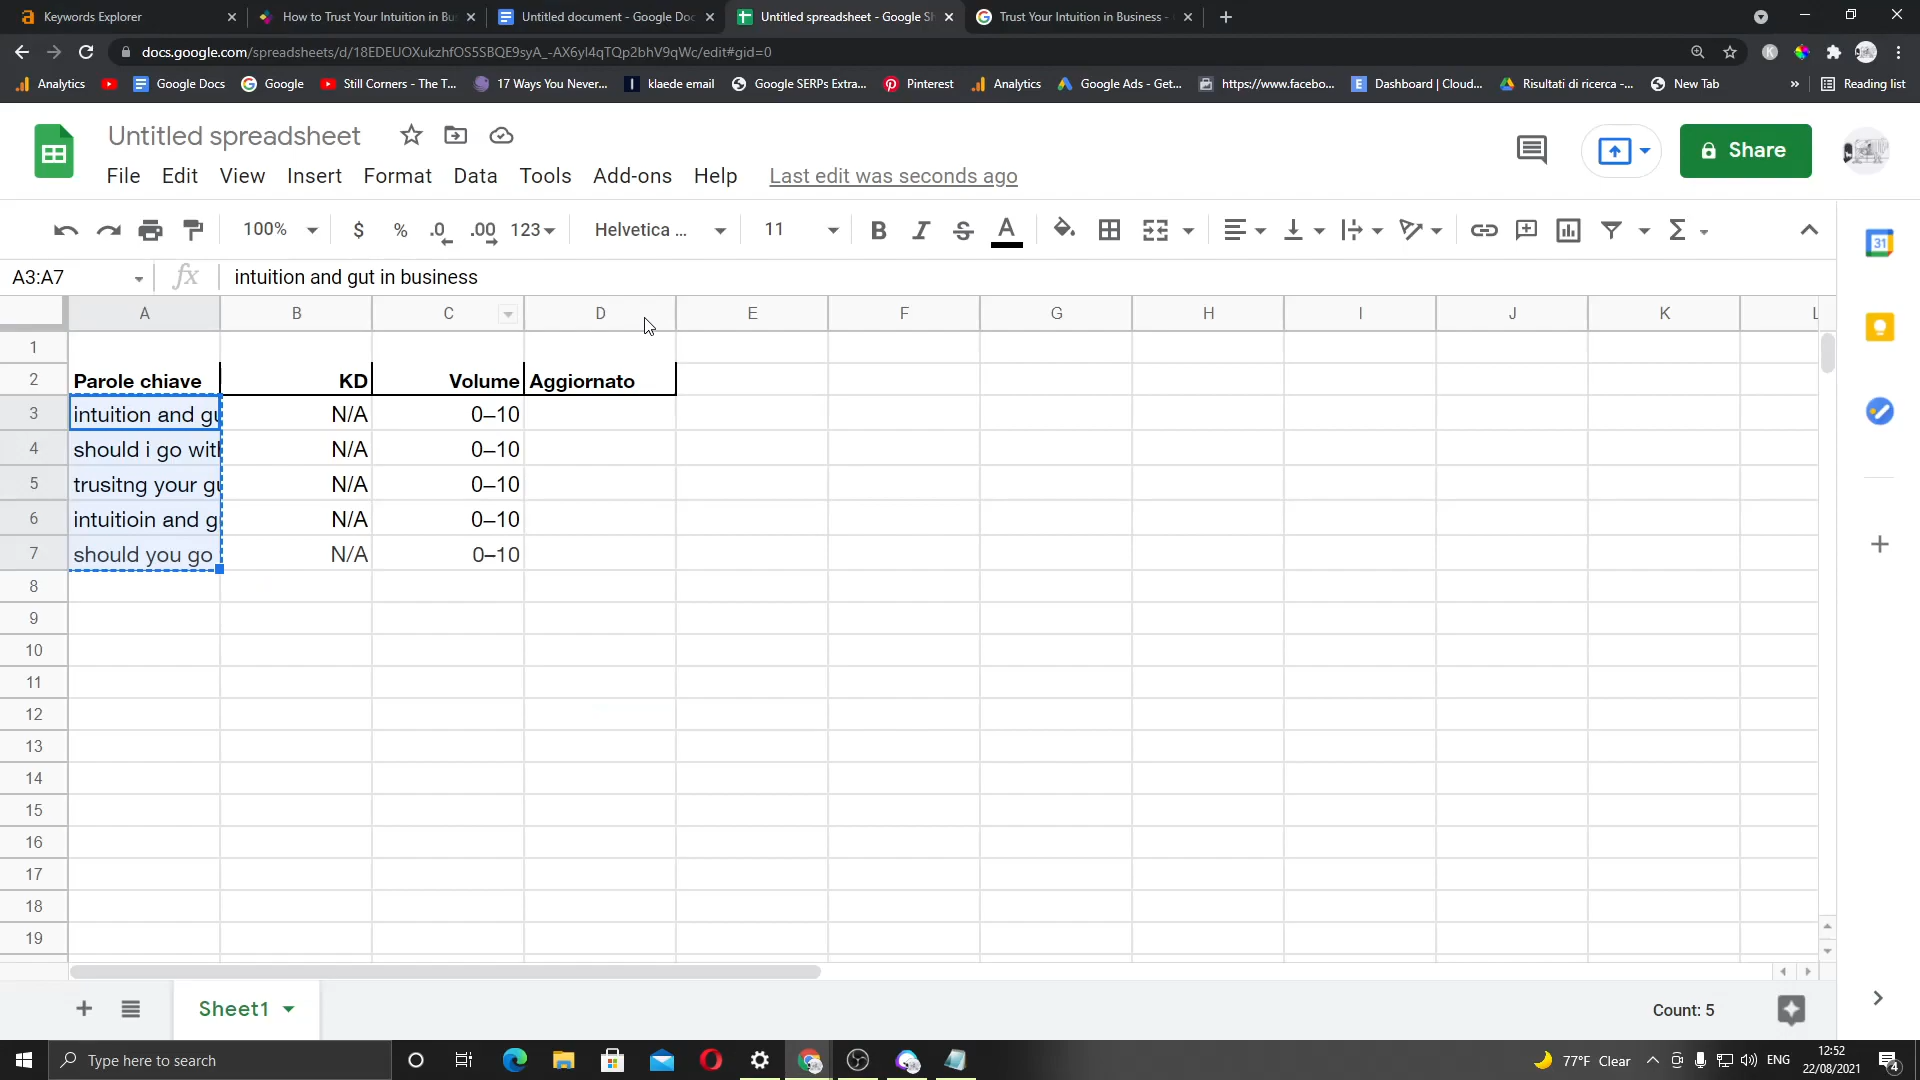 Keywords Explorer
How to Trust Your Intuition in Bu
Untitled document - Google Doc
Untitled spreadsheet - Google Sh
Trust Your Intuition in Business -
docs.google.com/spreadsheets/d/18EDEUOXukzhfOS5SBQE9syA_-AX6yl4qTQp2bhV9qWc/edit#gid=0
Analytics
Google Docs
Google
Still Corners - The T...
17 Ways You Never...
klaede email
Google SERPs Extra...
Pinterest
Analytics
Google Ads - Get...
https://www.facebo...
Dashboard | Cloud...
Risultati di ricerca -...
New Tab
»
Reading list
Untitled spreadsheet
Share
File Edit View Insert Format Data Tools Add-ons Help Last edit was seconds ago
100% $ % .0 .00 123 Helvetica ... 11 B I S A Σ
31
A3:A7 fx intuition and gut in business
A B C D E F G H I J K L
1
2 Parole chiave KD Volume Aggiornato
3 intuition and gu N/A 0–10
4 should i go with N/A 0–10
5 trusitng your gu N/A 0–10
6 intuitioin and g N/A 0–10
7 should you go N/A 0–10
8
9
10
11
12
13
14
15
16
17
18
19
Sheet1
Count: 5
Type here to search
77°F Clear
ENG
12:52
22/08/2021
4